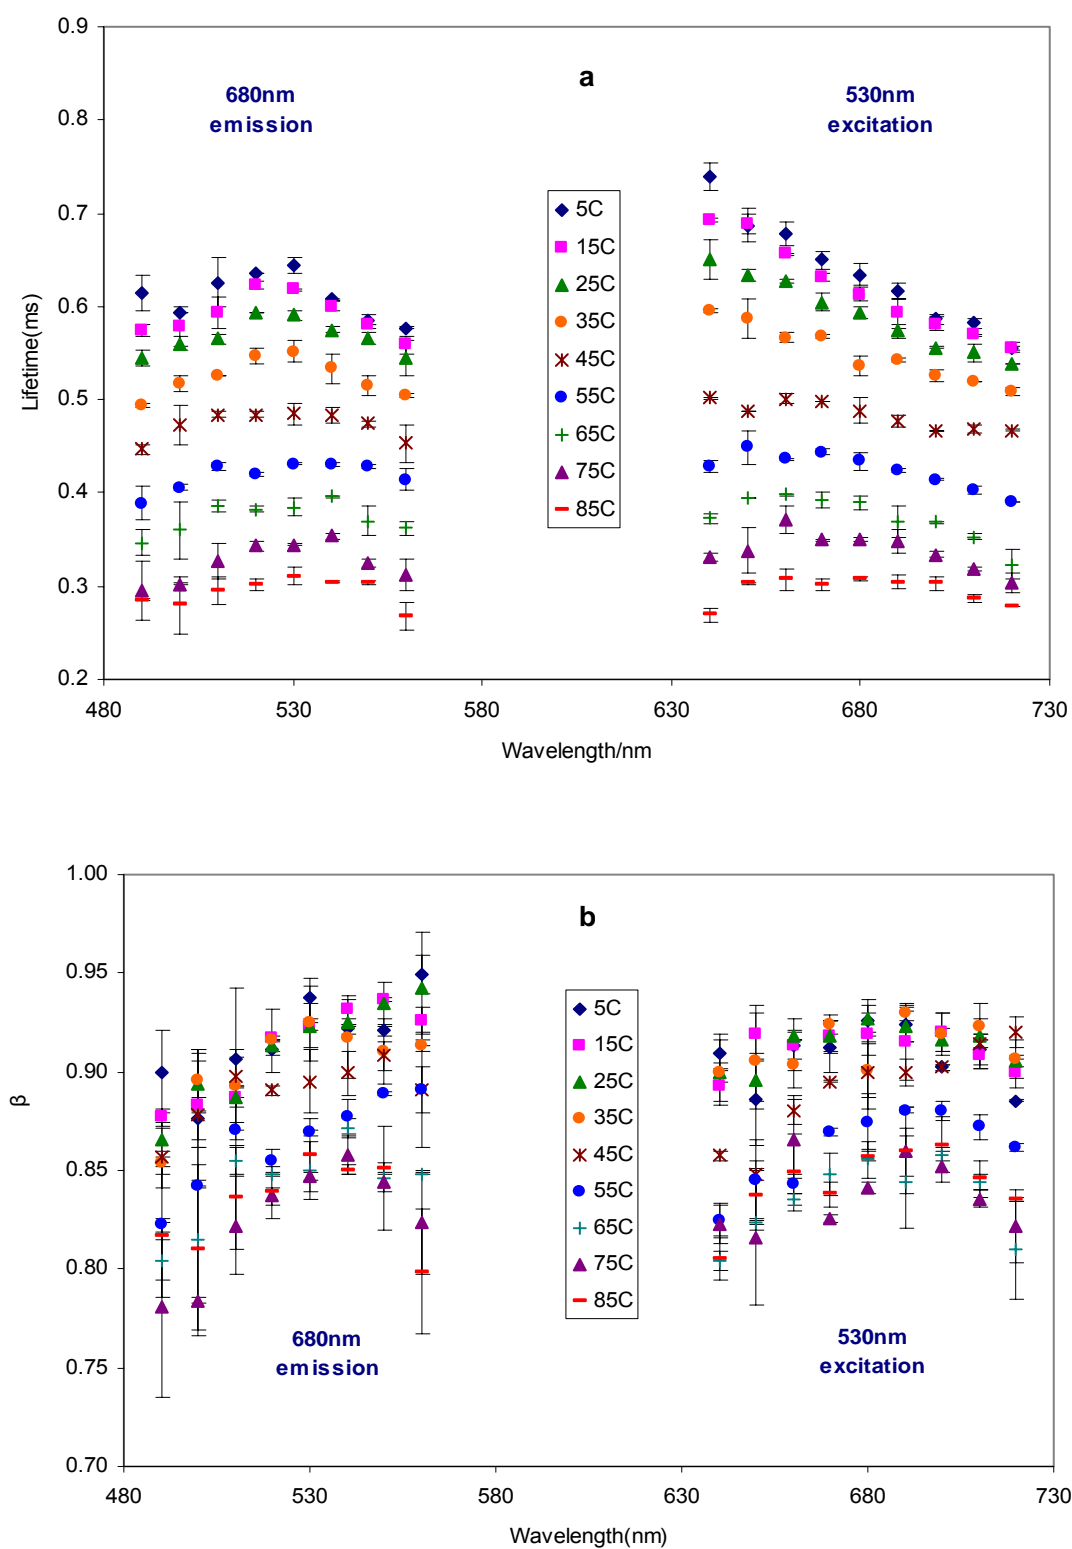 0.9
0.8
0.7
0.6
0.5
0.4
0.3
0.2
Lifetime(ms)
a
680nm
emission
530nm
excitation
5C
15C
25C
35C
45C
55C
65C
75C
85C
480
530
580
630
680
730
Wavelength/nm
1.00
0.95
0.90
0.85
0.80
0.75
0.70
β
b
5C
15C
25C
35C
45C
55C
65C
75C
85C
680nm
emission
530nm
excitation
480
530
580
630
680
730
Wavelength(nm)